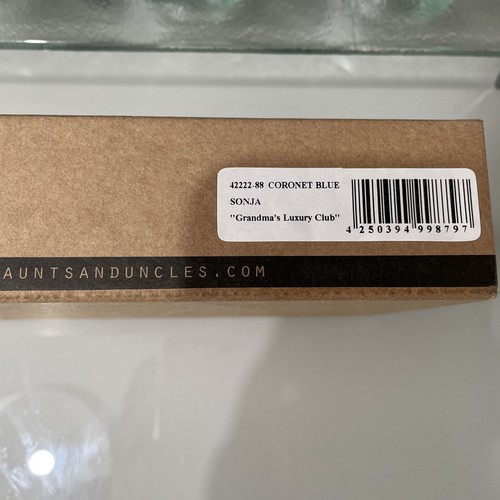 42222-88 CORONET BLUE
SONJA
"Grandma's Luxury Club"
4 250394 998797
AUNTSANDUNCLES.COM